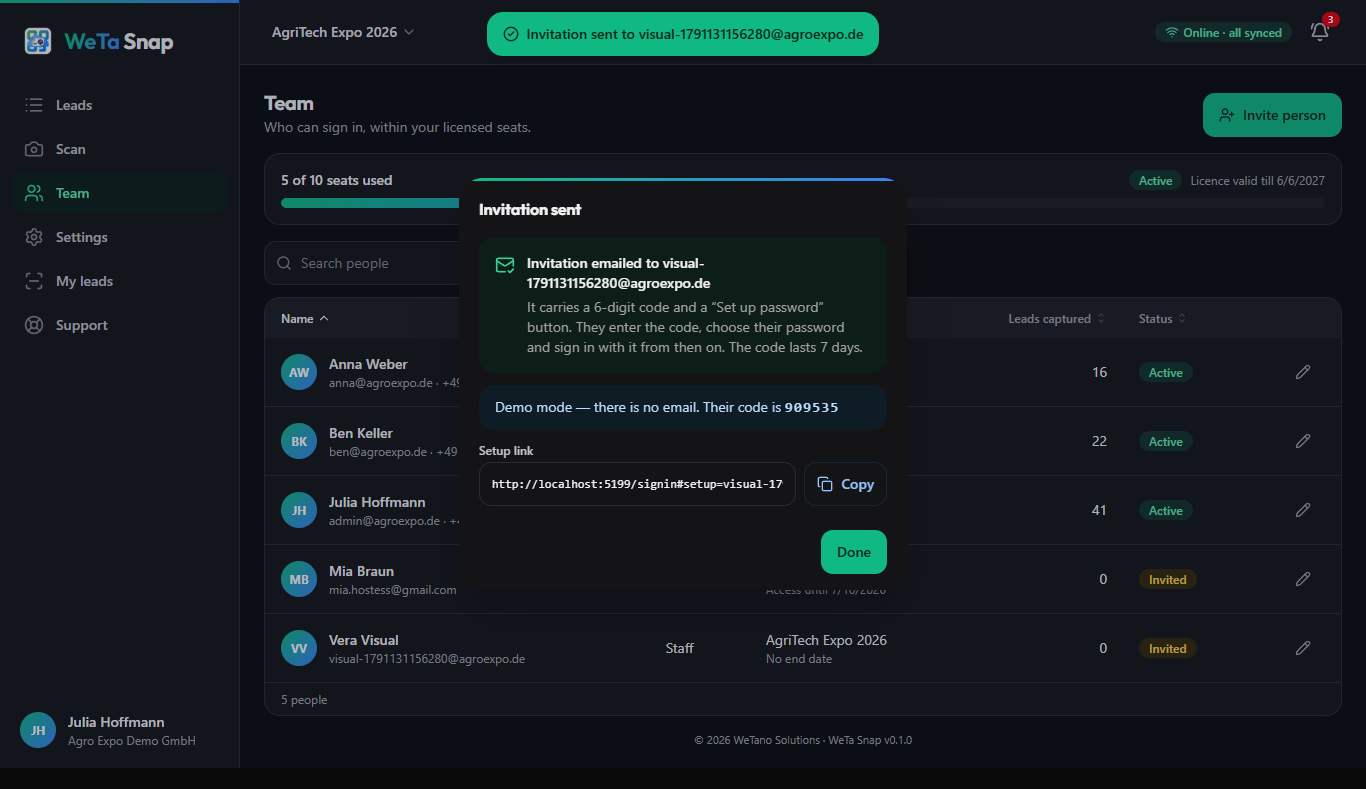 WeTa Snap
AgriTech Expo 2026
Invitation sent to visual-1791131156280@agroexpo.de
Online · all synced
3
Leads
Scan
Team
Settings
My leads
Support
Team
Who can sign in, within your licensed seats.
Invite person
5 of 10 seats used
Active
Licence valid till 6/6/2027
Search people
Name
Leads captured
Status
AW
Anna Weber
anna@agroexpo.de · +49
16
Active
BK
Ben Keller
ben@agroexpo.de · +49
22
Active
JH
Julia Hoffmann
admin@agroexpo.de · +4
41
Active
MB
Mia Braun
mia.hostess@gmail.com
Access until 7/10/2026
0
Invited
VV
Vera Visual
visual-1791131156280@agroexpo.de
Staff
AgriTech Expo 2026
No end date
0
Invited
5 people
Invitation sent
Invitation emailed to visual-
1791131156280@agroexpo.de
It carries a 6-digit code and a “Set up password”
button. They enter the code, choose their password
and sign in with it from then on. The code lasts 7 days.
Demo mode — there is no email. Their code is 909535
Setup link
http://localhost:5199/signin#setup=visual-17
Copy
Done
JH
Julia Hoffmann
Agro Expo Demo GmbH
© 2026 WeTano Solutions · WeTa Snap v0.1.0